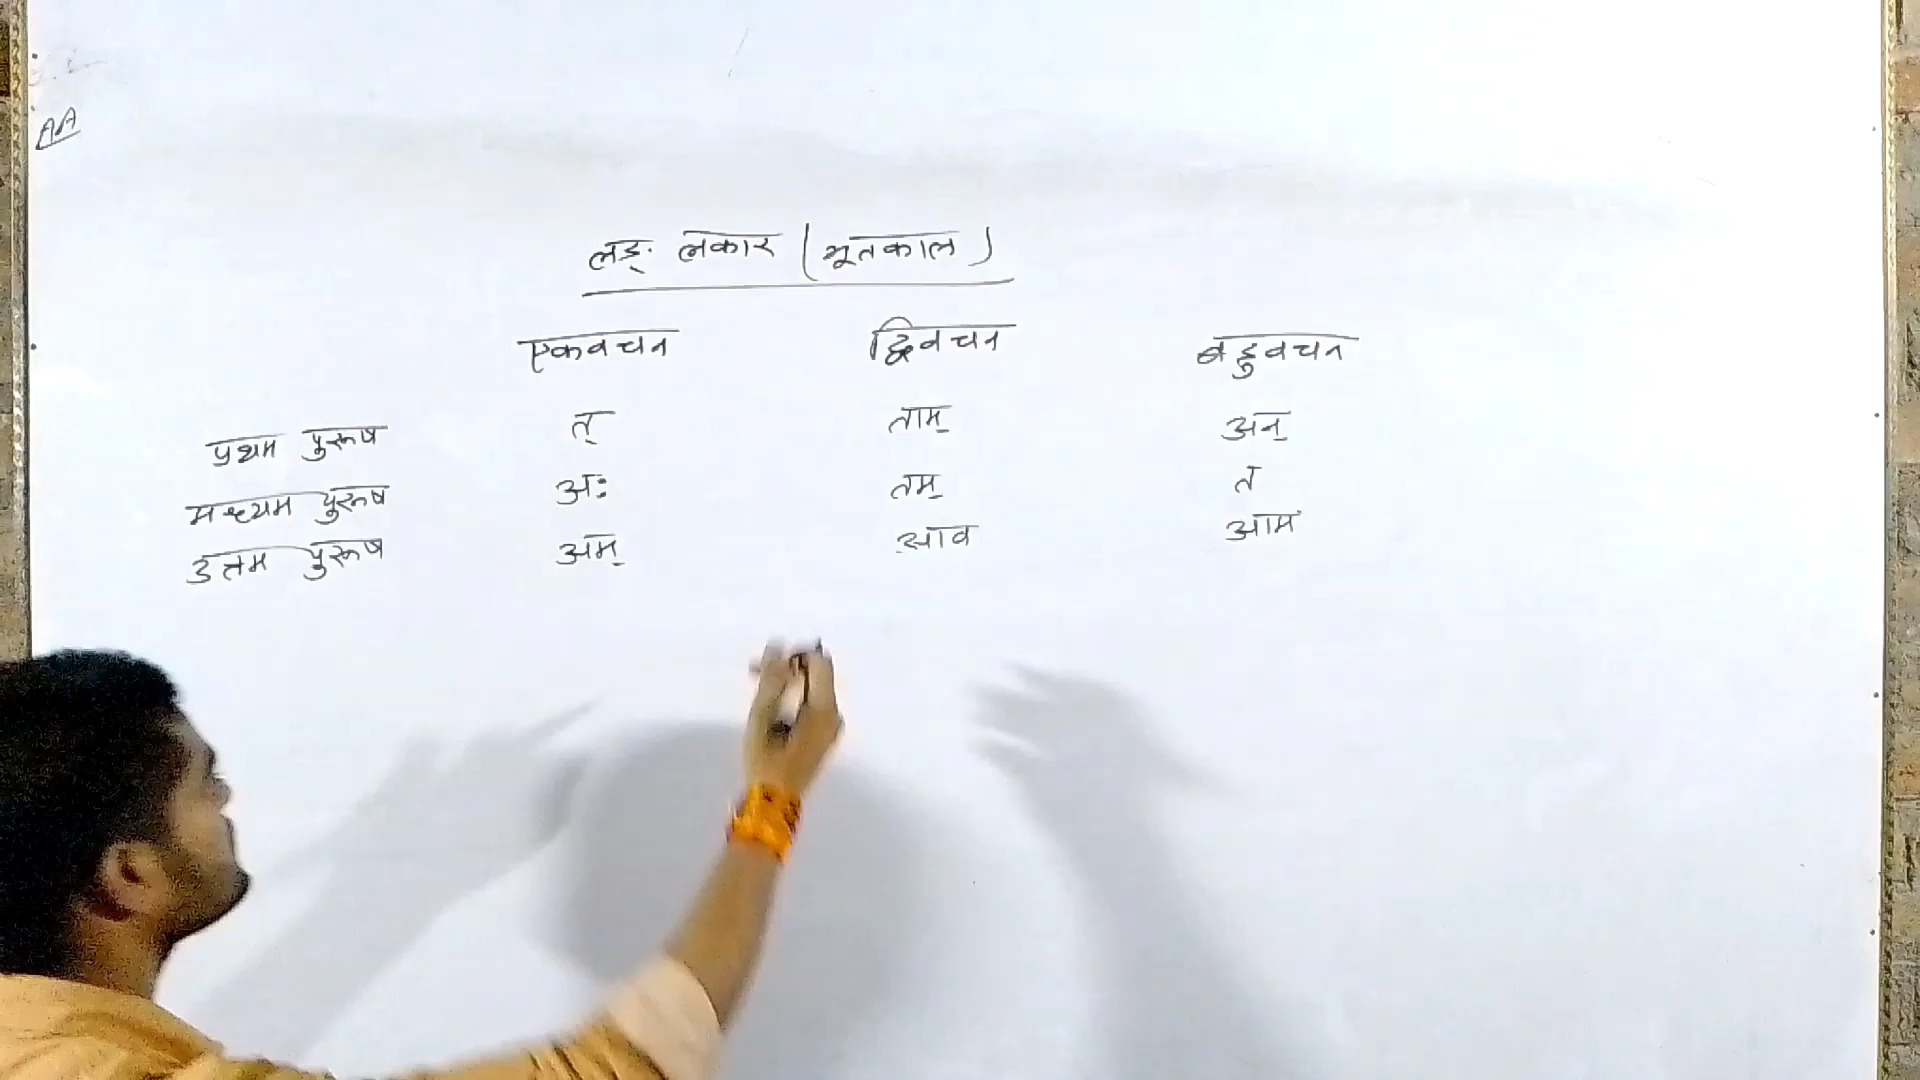 लङ् लकार (भूतकाल)
एकवचन द्विवचन बहुवचन
प्रथम पुरूष त् ताम् अन्
मध्यम पुरूष अः तम् त
उत्तम पुरूष अम् आव आम